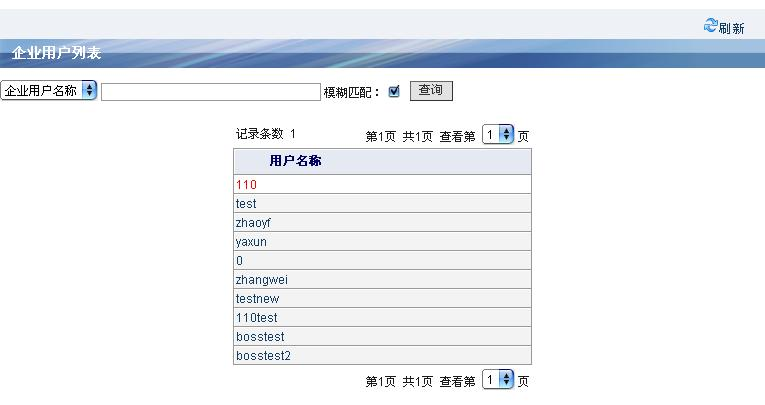 刷新
企业用户列表
企业用户名称 模糊匹配： 查询
记录条数 1 第1页 共1页 查看第 1 页
用户名称
110
test
zhaoyf
yaxun
0
zhangwei
testnew
110test
bosstest
bosstest2
第1页 共1页 查看第 1 页